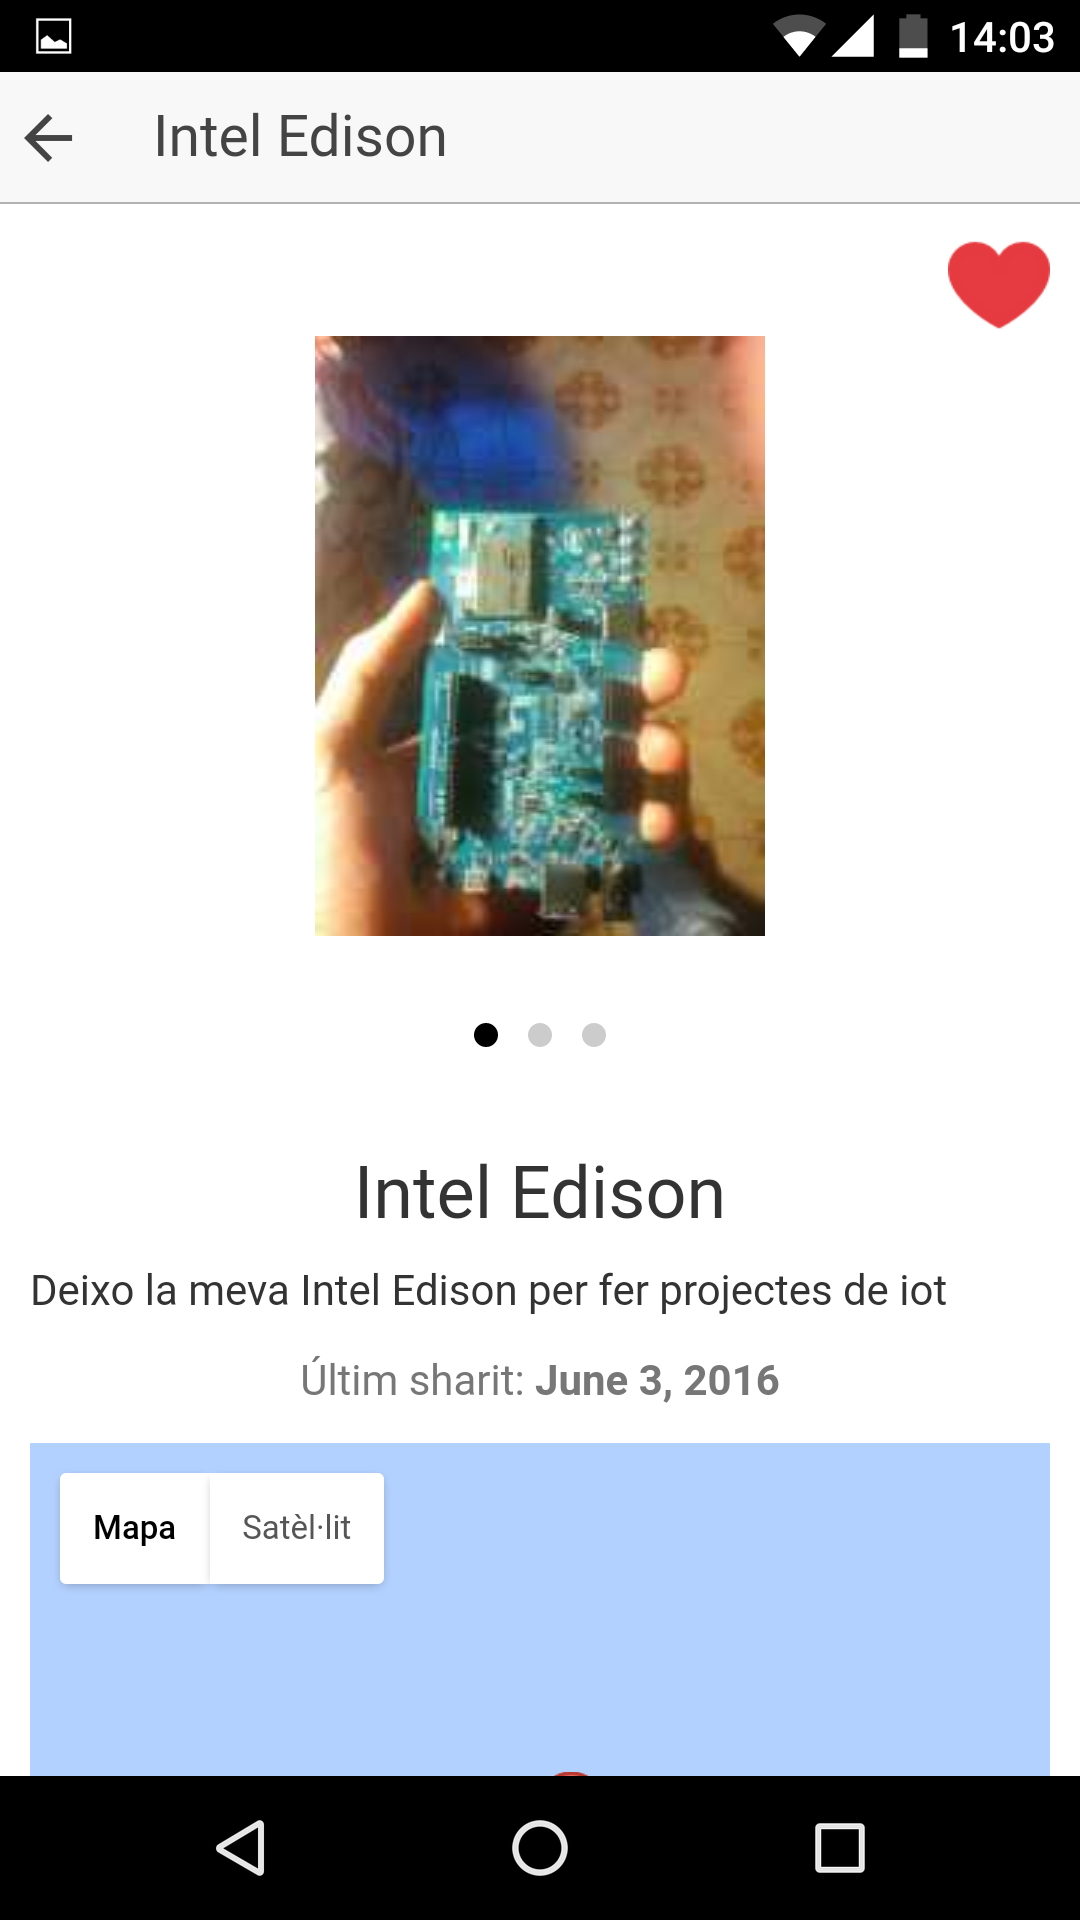 14:03
Intel Edison
Intel Edison
Deixo la meva Intel Edison per fer projectes de iot
Últim sharit: June 3, 2016
Mapa Satèl·lit